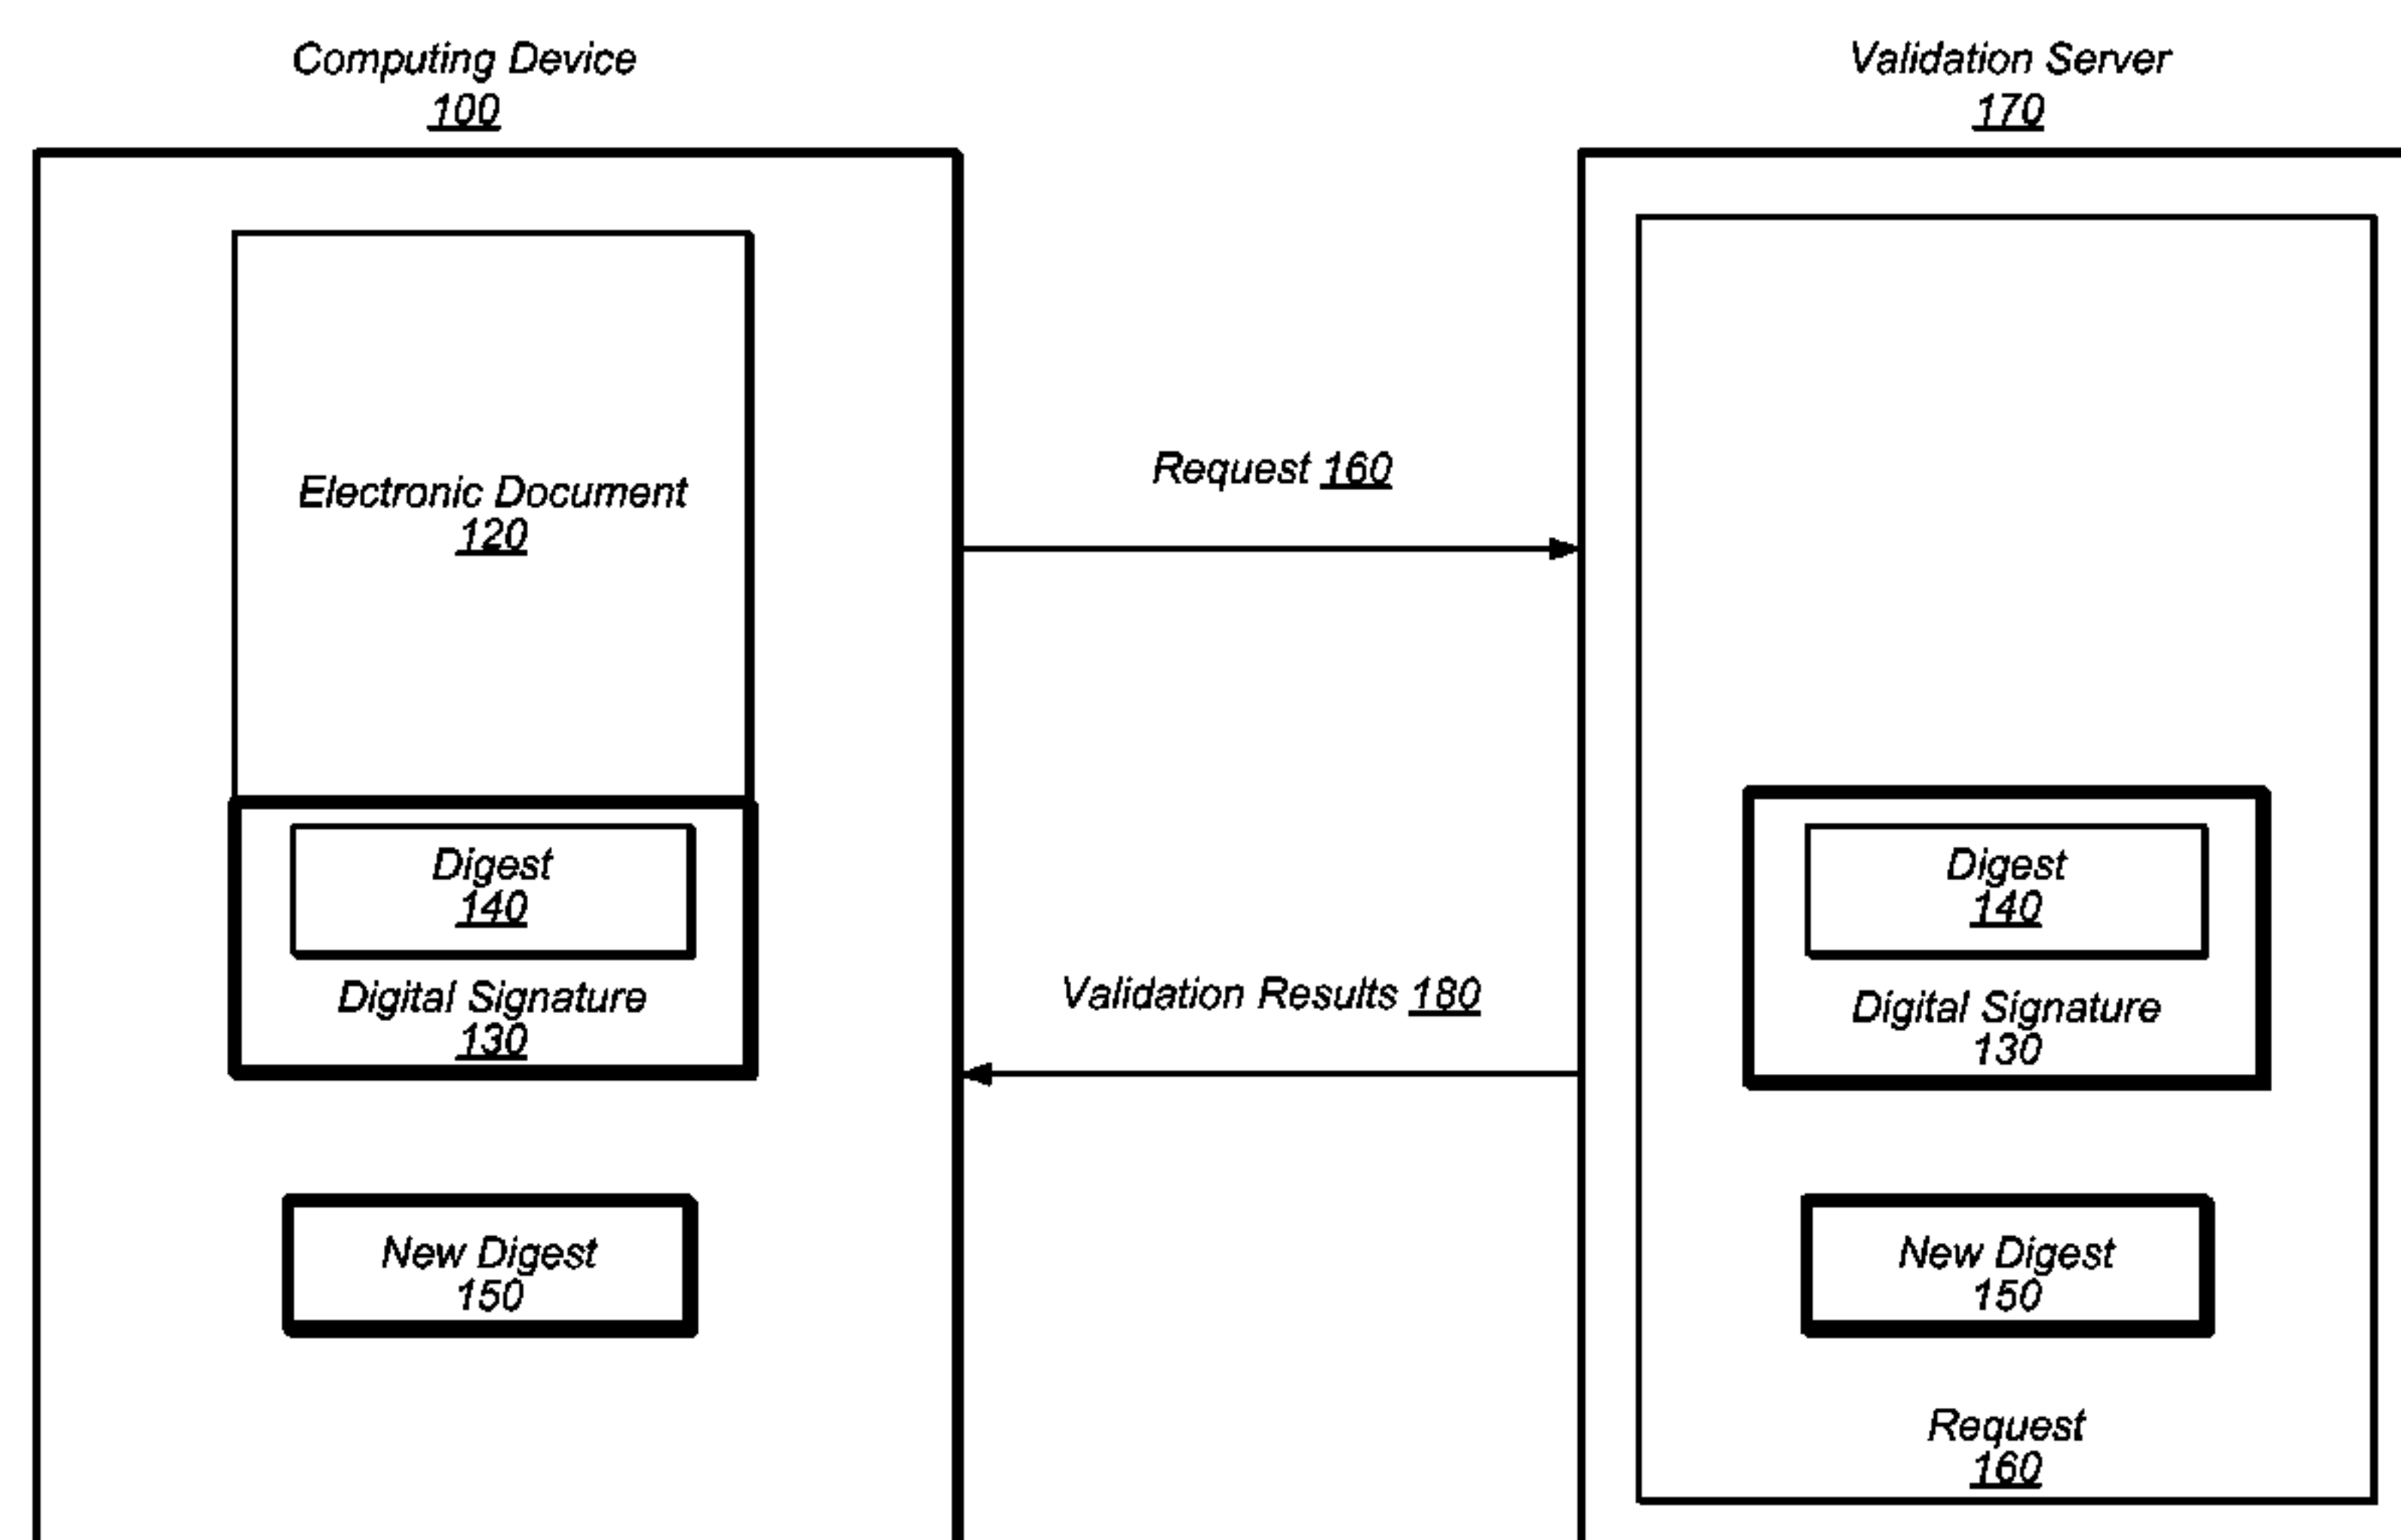 Computing Device
100
Validation Server
170
Electronic Document
120
Request 160
Digest
140
Digital Signature
130
Validation Results 180
Digest
140
Digital Signature
130
New Digest
150
New Digest
150
Request
160